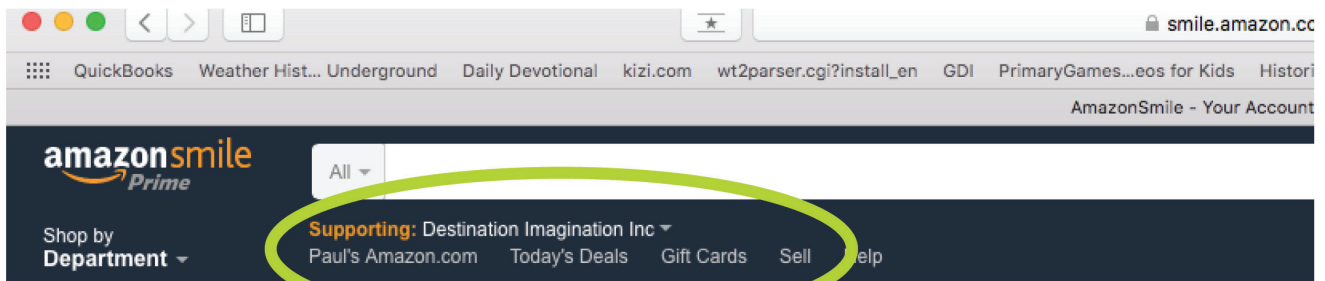 smile.amazon.co
QuickBooks Weather Hist... Underground Daily Devotional kizi.com wt2parser.cgi?install_en GDI PrimaryGames...eos for Kids Histori
AmazonSmile - Your Account
amazonsmile
Prime
All
Supporting: Destination Imagination Inc
Shop by
Department
Paul's Amazon.com Today's Deals Gift Cards Sell Help